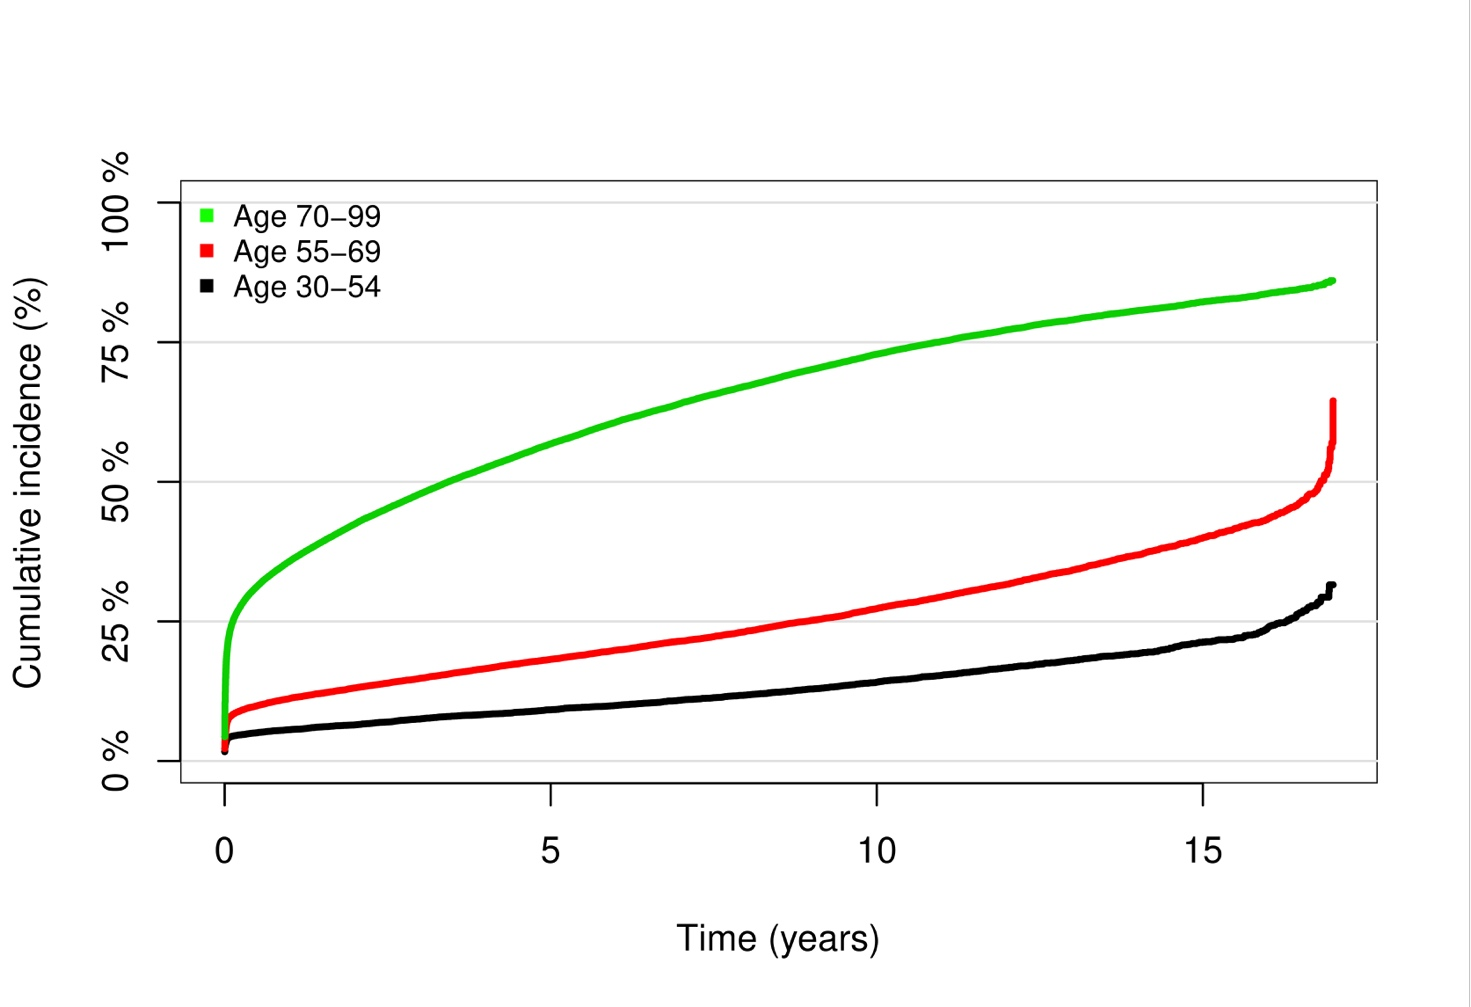 Cumulative incidence (%)
100 %
75 %
50 %
25 %
0 %
Age 70–99
Age 55–69
Age 30–54
0 5 10 15
Time (years)